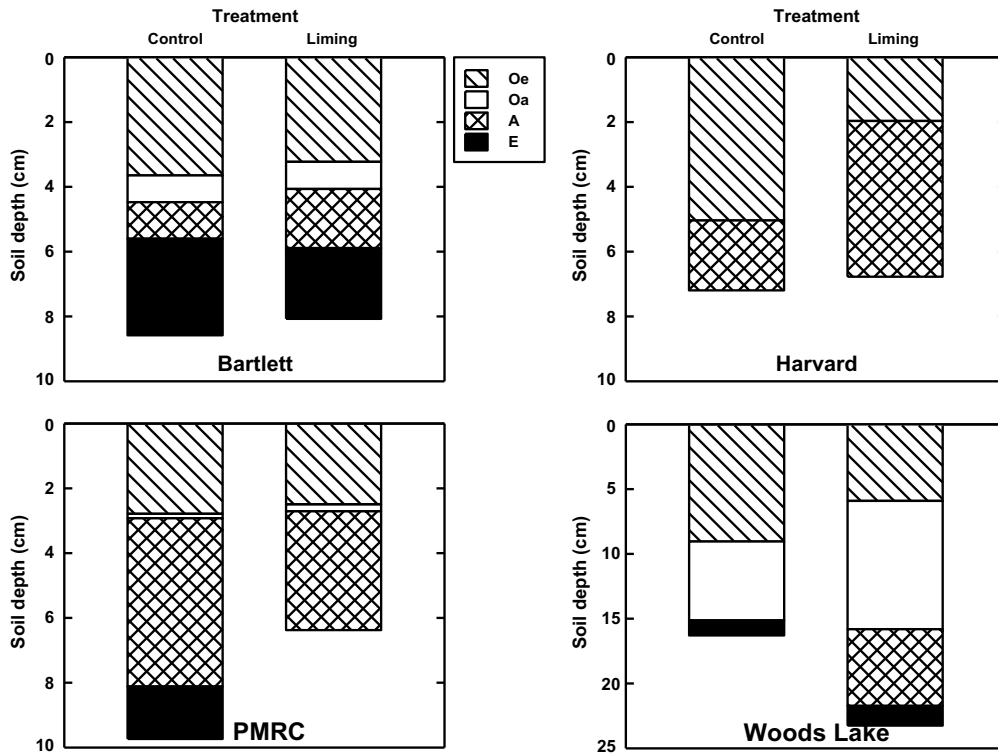 Treatment
Control Liming
0
2
4
6
8
10
Soil depth (cm)
Bartlett
Oe
Oa
A
E
Treatment
Control Liming
0
2
4
6
8
10
Soil depth (cm)
Harvard
0
2
4
6
8
10
Soil depth (cm)
PMRC
0
5
10
15
20
25
Soil depth (cm)
Woods Lake